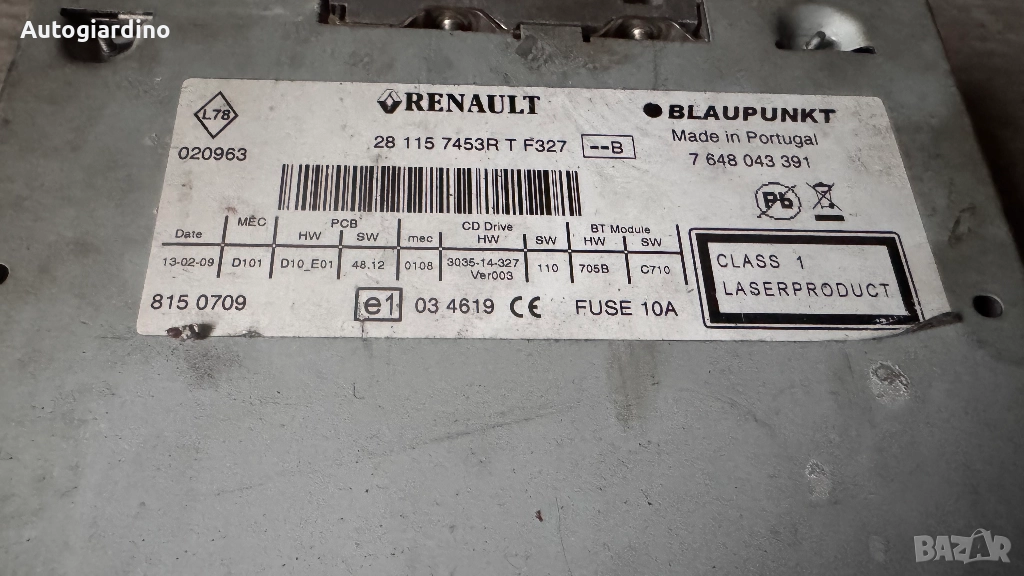 Autogiardino
L78
RENAULT
BLAUPUNKT
Made in Portugal
020963
28 115 7453R T F327
--B
7 648 043 391
Pb
Date
MEC
PCB
HW
SW
mec
CD Drive
HW
SW
BT Module
HW
SW
13-02-09
D101
D10_E01
48.12
0108
3035-14-327
Ver003
110
705B
C710
CLASS 1
LASERPRODUCT
815 0709
e1
03 4619 CE
FUSE 10A
BAZAR